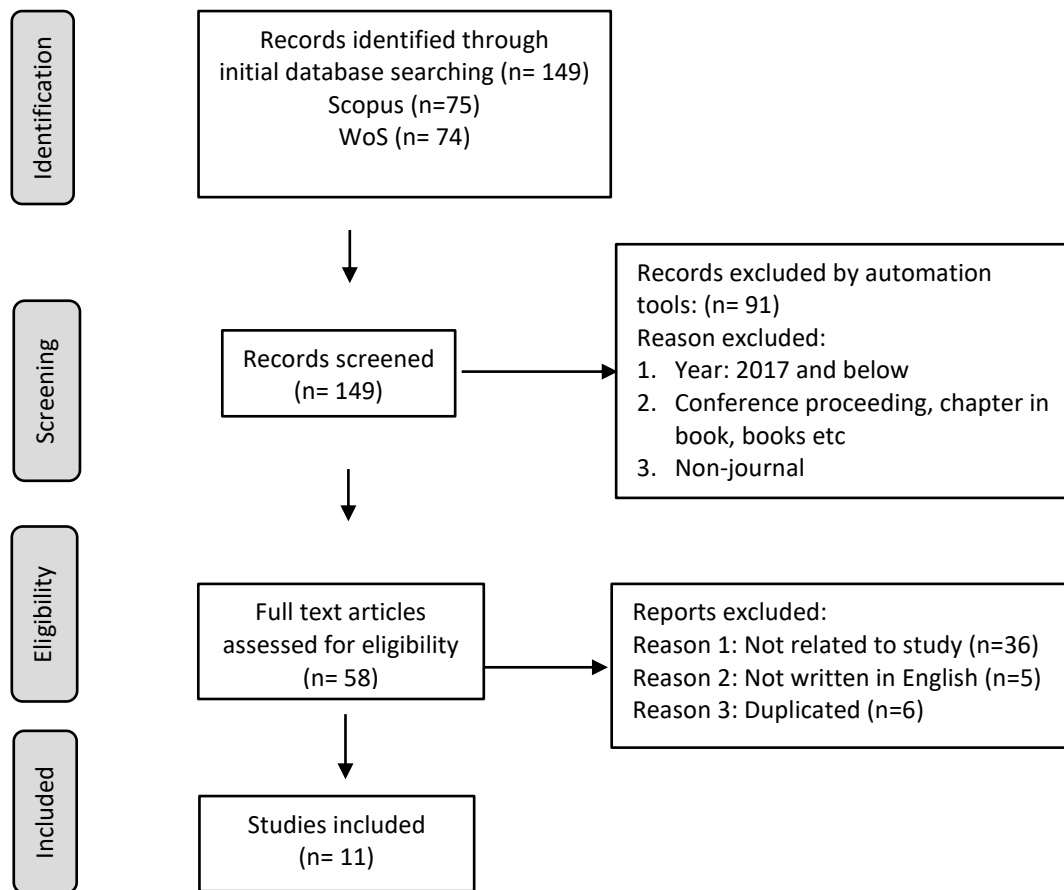 Identification
Records identified through
initial database searching (n= 149)
Scopus (n=75)
WoS (n= 74)
Screening
Records screened
(n= 149)
Records excluded by automation
tools: (n= 91)
Reason excluded:
1. Year: 2017 and below
2. Conference proceeding, chapter in
book, books etc
3. Non-journal
Eligibility
Full text articles
assessed for eligibility
(n= 58)
Reports excluded:
Reason 1: Not related to study (n=36)
Reason 2: Not written in English (n=5)
Reason 3: Duplicated (n=6)
Included
Studies included
(n= 11)